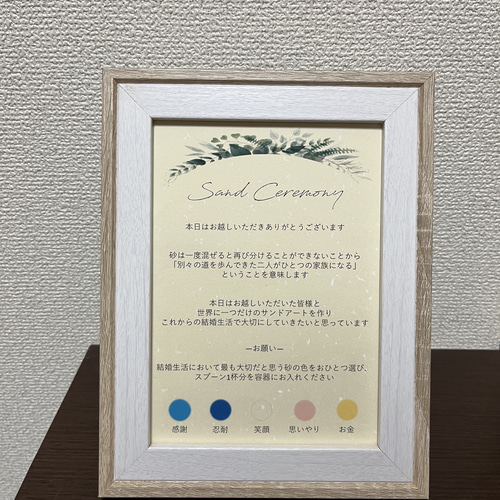 Sand Ceremony
本日はお越しいただきありがとうございます
砂は一度混ぜると再び分けることができないことから
「別々の道を歩んできた二人がひとつの家族になる」
ということを意味します
本日はお越しいただいた皆様と
世界に一つだけのサンドアートを作り
これからの結婚生活で大切にしていきたいと思っています
ーお願いー
結婚生活において最も大切だと思う砂の色をおひとつ選び、
スプーン1杯分を容器にお入れください
感謝 忍耐 笑顔 思いやり お金